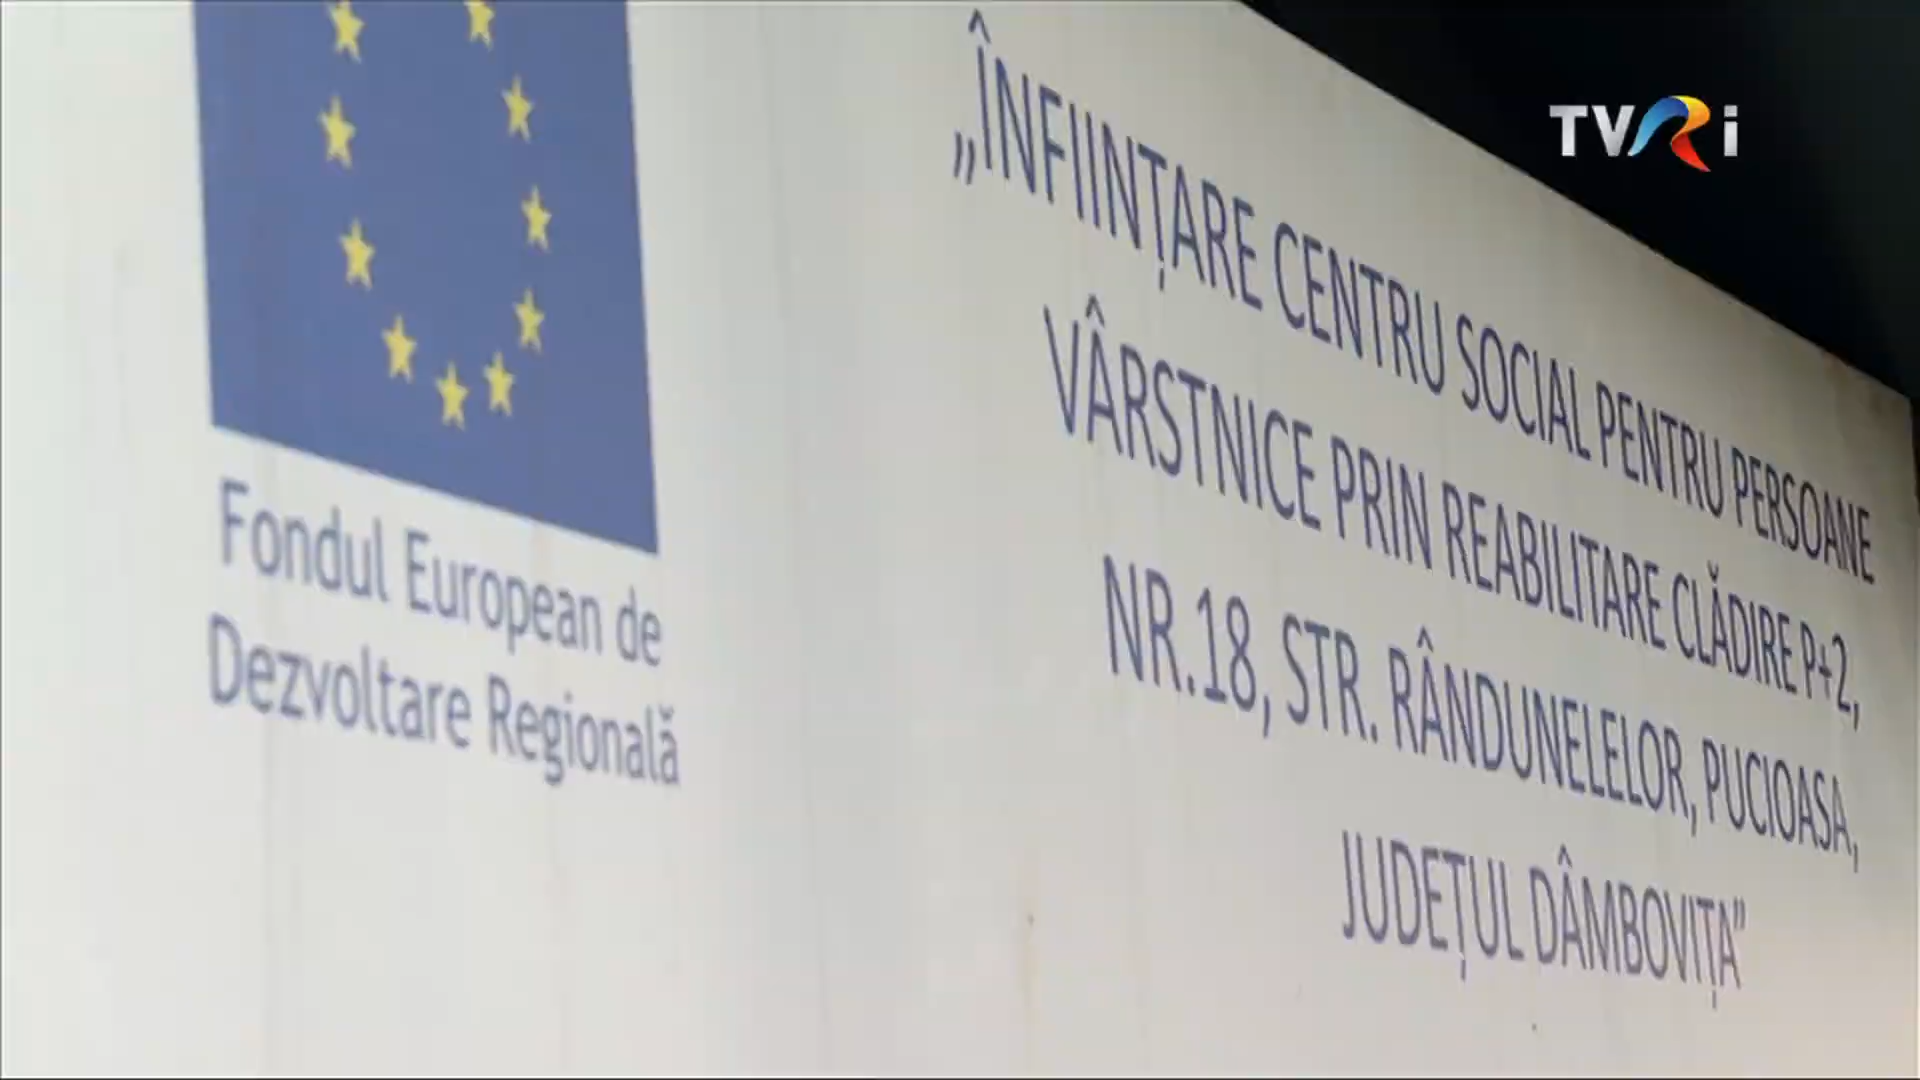 TVRi
„ÎNFIINȚARE CENTRU SOCIAL PENTRU PERSOANE
VÂRSTNICE PRIN REABILITARE CLĂDIRE P+2,
NR.18, STR. RÂNDUNELELOR, PUCIOASA,
JUDEȚUL DÂMBOVIȚA”
Fondul European de
Dezvoltare Regională